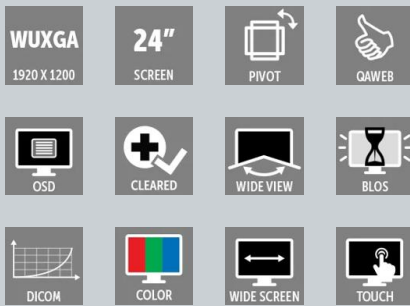 WUXGA
1920 X 1200
24"
SCREEN
PIVOT
QAWEB
OSD
CLEARED
WIDE VIEW
BLOS
DICOM
COLOR
WIDE SCREEN
TOUCH